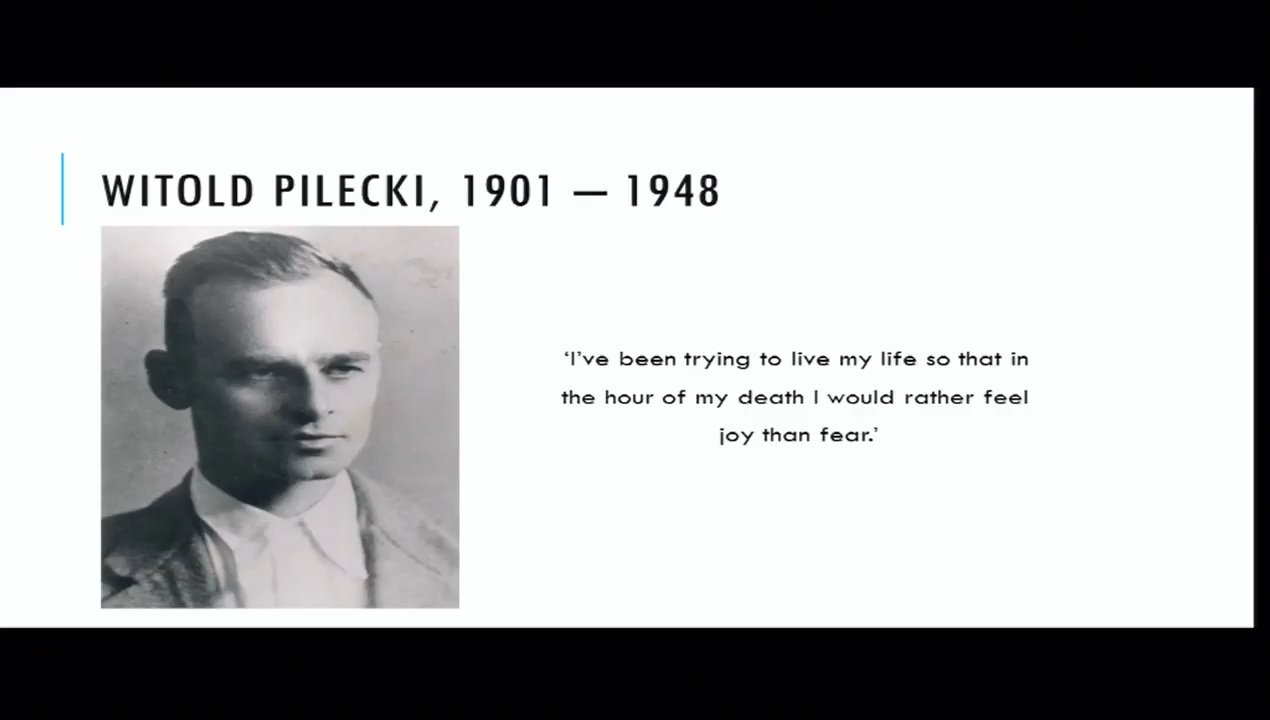 WITOLD PILECKI, 1901 — 1948
‘I’ve been trying to live my life so that in
the hour of my death I would rather feel
joy than fear.’